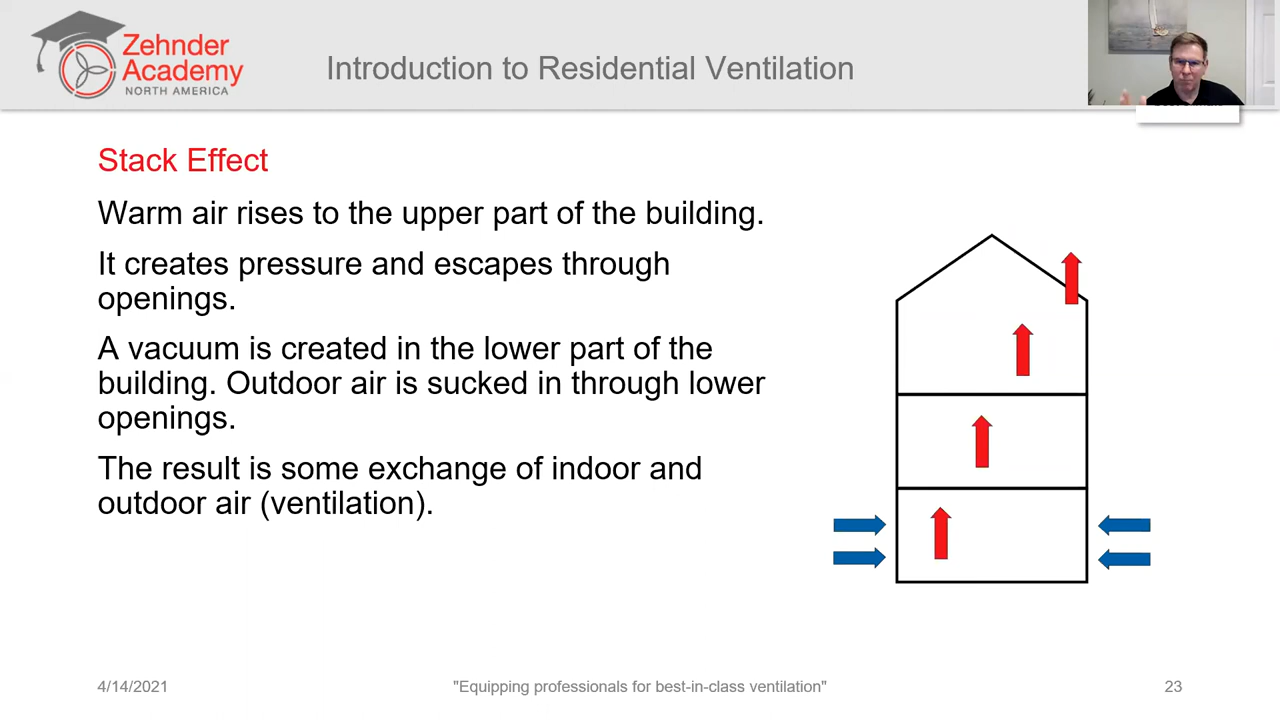 Zehnder
Academy
NORTH AMERICA
Introduction to Residential Ventilation
Stack Effect
Warm air rises to the upper part of the building.
It creates pressure and escapes through
openings.
A vacuum is created in the lower part of the
building. Outdoor air is sucked in through lower
openings.
The result is some exchange of indoor and
outdoor air (ventilation).
4/14/2021
"Equipping professionals for best-in-class ventilation"
23